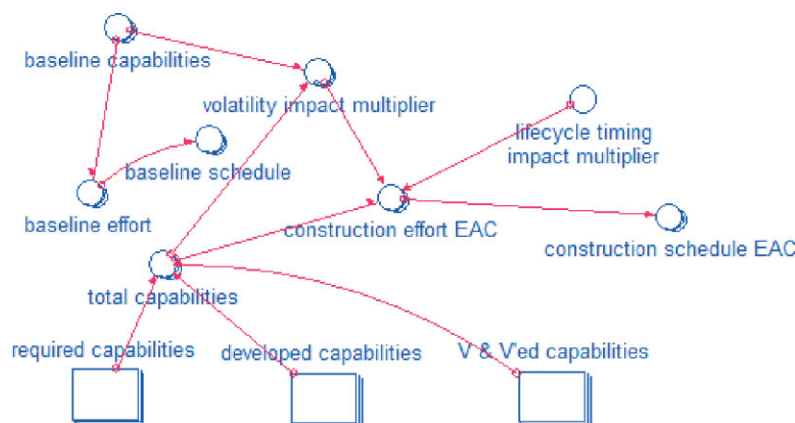 baseline capabilities
volatility impact multiplier
lifecycle timing
impact multiplier
baseline schedule
baseline effort
construction effort EAC
construction schedule EAC
total capabilities
required capabilities
developed capabilities
V & V'ed capabilities